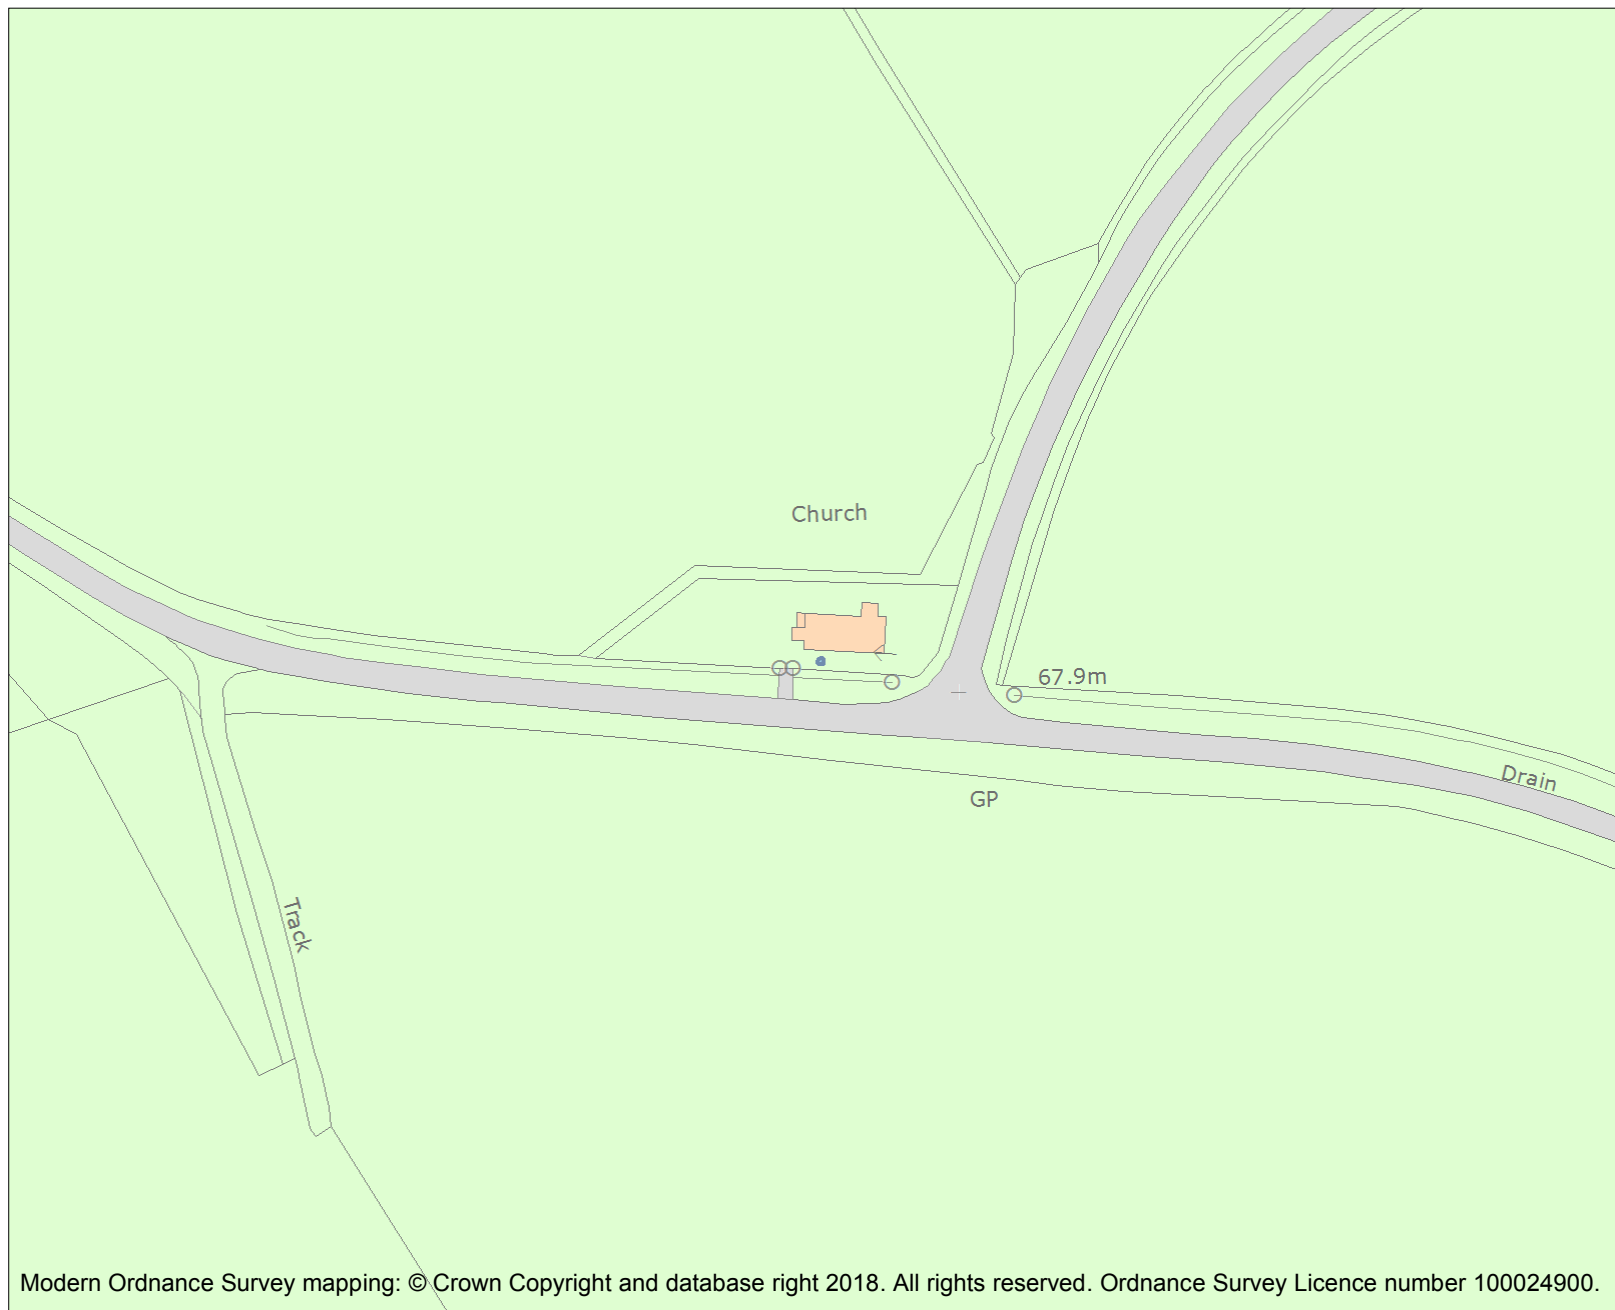 Church
67.9m
Drain
GP
Track
Modern Ordnance Survey mapping: © Crown Copyright and database right 2018. All rights reserved. Ordnance Survey Licence number 100024900.